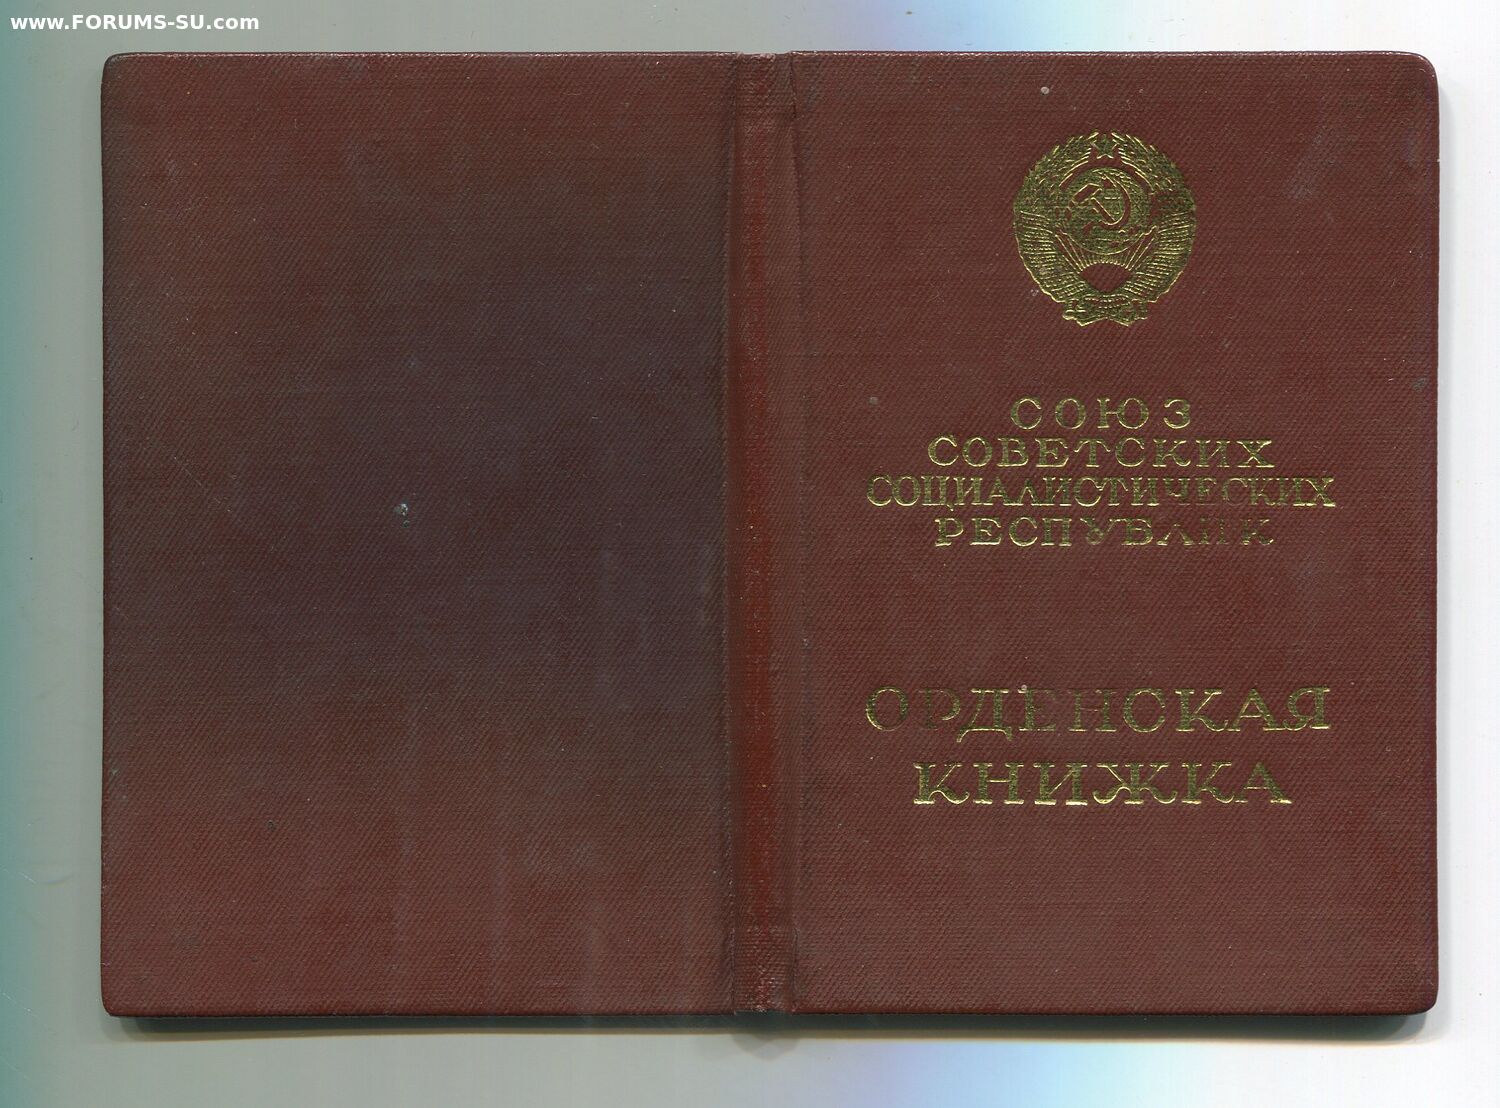 www.FORUMS-SU.com
СОЮЗ
СОВЕТСКИХ
СОЦИАЛИСТИЧЕСКИХ
РЕСПУБЛИК
ОРДЕНСКАЯ
КНИЖКА